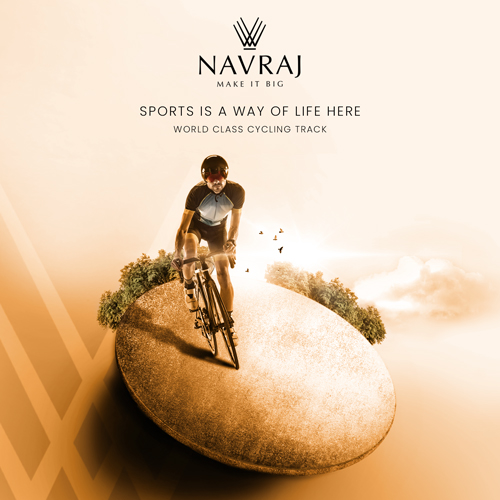 NAVRAJ
MAKE IT BIG
SPORTS IS A WAY OF LIFE HERE
WORLD CLASS CYCLING TRACK